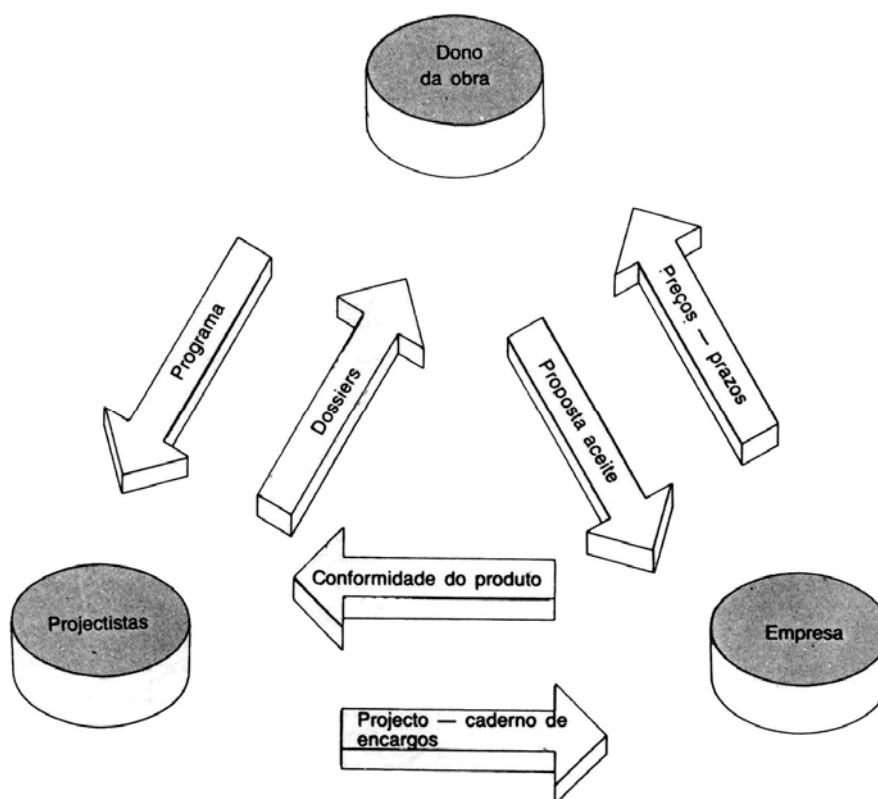 Dono
da obra
Programa
Dossiers
Preços — prazos
Proposta aceite
Conformidade do produto
Projectistas
Empresa
Projecto — caderno de
encargos